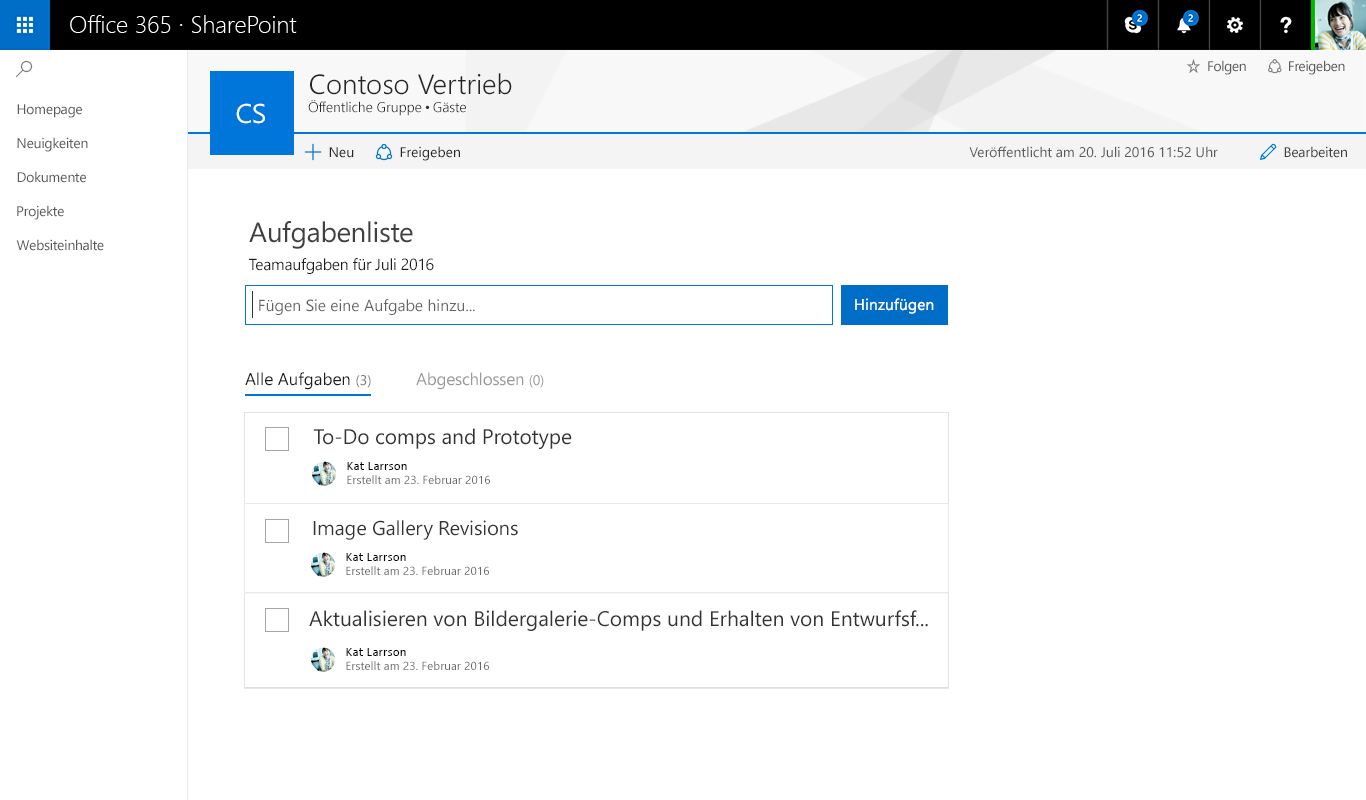 Office 365 · SharePoint
2
2
?
Homepage
Neuigkeiten
Dokumente
Projekte
Websiteinhalte
CS
Contoso Vertrieb
Öffentliche Gruppe • Gäste
Folgen
Freigeben
Neu
Freigeben
Veröffentlicht am 20. Juli 2016 11:52 Uhr
Bearbeiten
Aufgabenliste
Teamaufgaben für Juli 2016
Fügen Sie eine Aufgabe hinzu...
Hinzufügen
Alle Aufgaben (3)
Abgeschlossen (0)
To-Do comps and Prototype
Kat Larrson
Erstellt am 23. Februar 2016
Image Gallery Revisions
Kat Larrson
Erstellt am 23. Februar 2016
Aktualisieren von Bildergalerie-Comps und Erhalten von Entwurfsf...
Kat Larrson
Erstellt am 23. Februar 2016